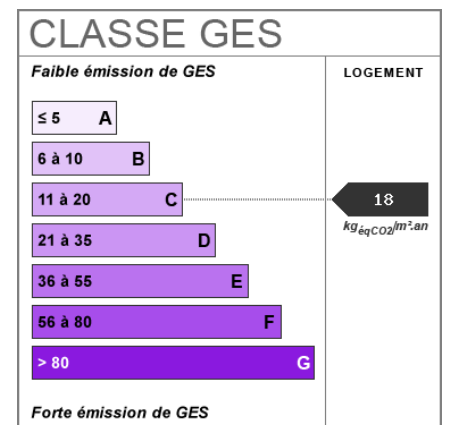 CLASSE GES
Faible émission de GES
LOGEMENT
≤ 5 A
6 à 10 B
11 à 20 C
18
kgéqCO2/m².an
21 à 35 D
36 à 55 E
56 à 80 F
> 80 G
Forte émission de GES